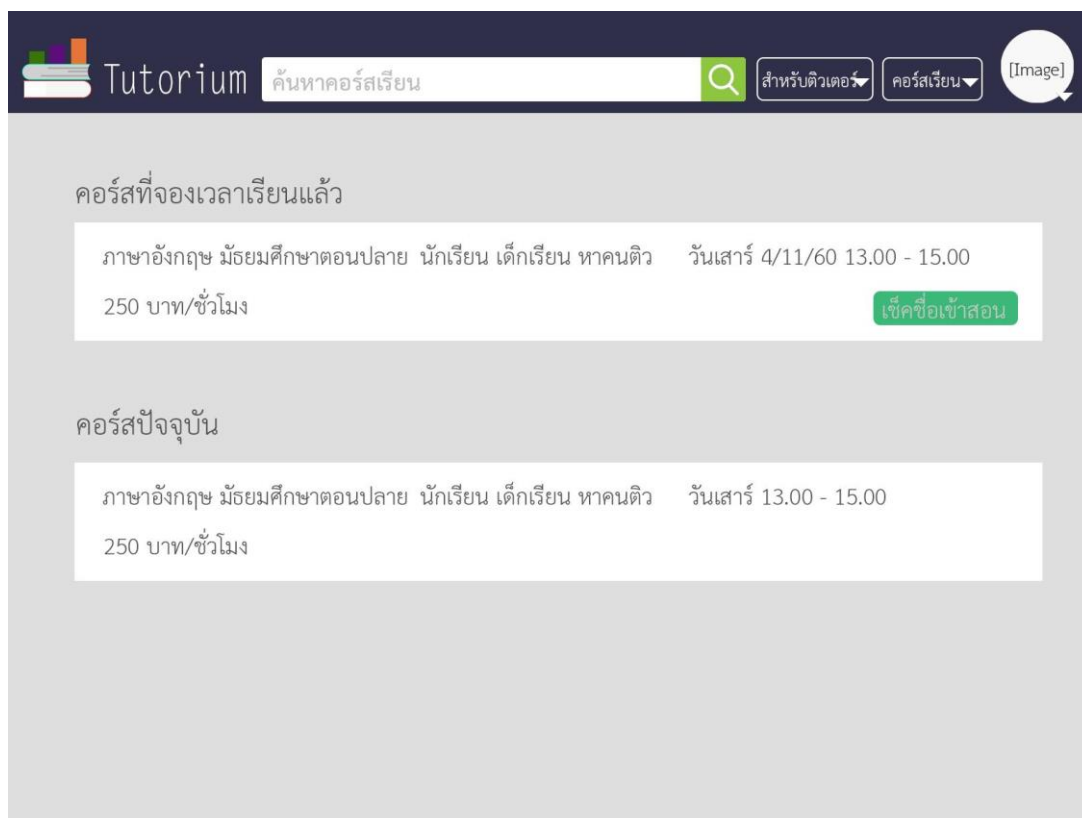 Tutorium ค้นหาคอร์สเรียน สำหรับติวเตอร์ คอร์สเรียน [Image]
คอร์สที่จองเวลาเรียนแล้ว
ภาษาอังกฤษ มัธยมศึกษาตอนปลาย นักเรียน เด็กเรียน หาคนติว วันเสาร์ 4/11/60 13.00 - 15.00
250 บาท/ชั่วโมง เช็คชื่อเข้าสอน
คอร์สปัจจุบัน
ภาษาอังกฤษ มัธยมศึกษาตอนปลาย นักเรียน เด็กเรียน หาคนติว วันเสาร์ 13.00 - 15.00
250 บาท/ชั่วโมง